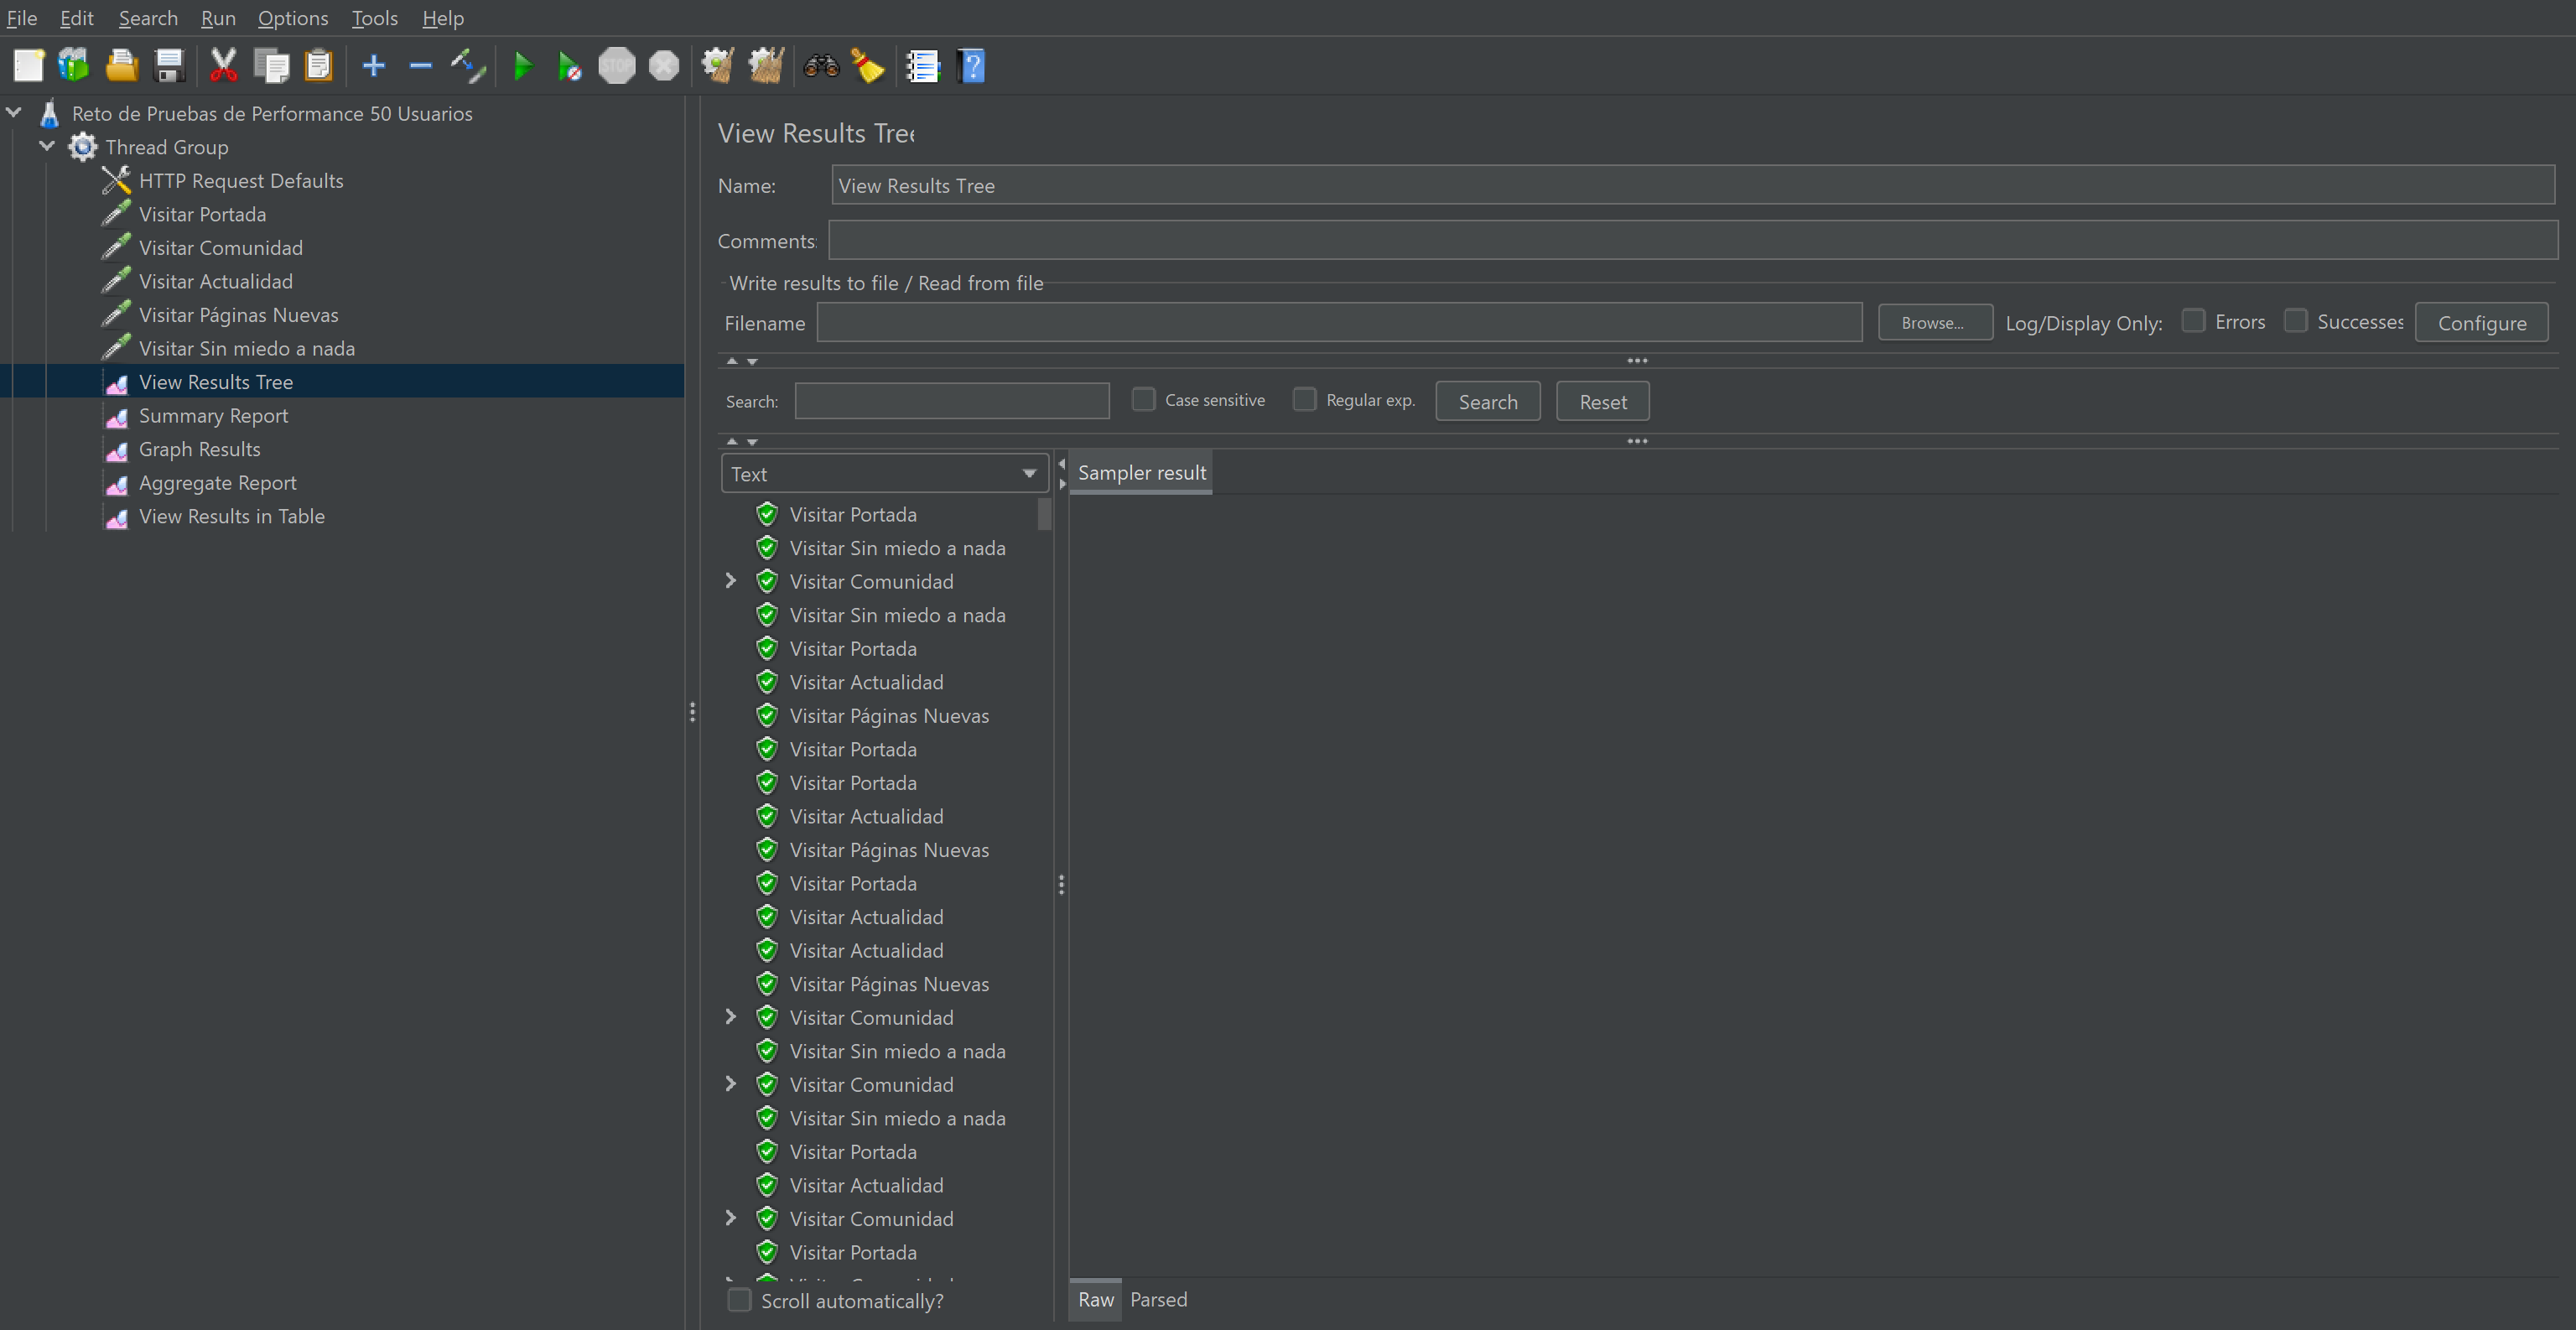 File Edit Search Run Options Tools Help
STOP
Reto de Pruebas de Performance 50 Usuarios
Thread Group
HTTP Request Defaults
Visitar Portada
Visitar Comunidad
Visitar Actualidad
Visitar Páginas Nuevas
Visitar Sin miedo a nada
View Results Tree
Summary Report
Graph Results
Aggregate Report
View Results in Table
View Results Tree
Name: View Results Tree
Comments:
Write results to file / Read from file
Filename Browse... Log/Display Only: Errors Successes Configure
Search: Case sensitive Regular exp. Search Reset
Text
Sampler result
Visitar Portada
Visitar Sin miedo a nada
Visitar Comunidad
Visitar Sin miedo a nada
Visitar Portada
Visitar Actualidad
Visitar Páginas Nuevas
Visitar Portada
Visitar Portada
Visitar Actualidad
Visitar Páginas Nuevas
Visitar Portada
Visitar Actualidad
Visitar Actualidad
Visitar Páginas Nuevas
Visitar Comunidad
Visitar Sin miedo a nada
Visitar Comunidad
Visitar Sin miedo a nada
Visitar Portada
Visitar Actualidad
Visitar Comunidad
Visitar Portada
Scroll automatically?
Raw Parsed